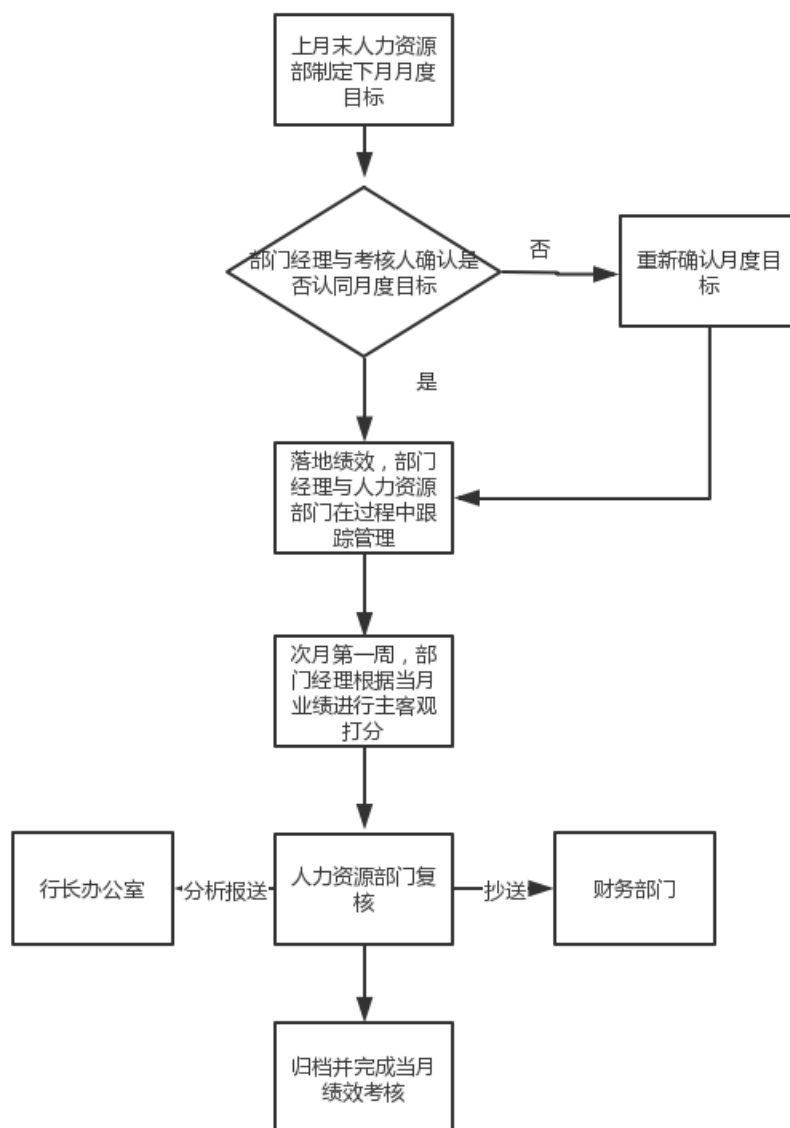 上月末人力资源
部制定下月月度
目标
部门经理与考核人确认是
否认同月度目标
否
重新确认月度目
标
是
落地绩效，部门
经理与人力资源
部门在过程中跟
踪管理
次月第一周，部
门经理根据当月
业绩进行主客观
打分
行长办公室
分析报送
人力资源部门复
核
抄送
财务部门
归档并完成当月
绩效考核